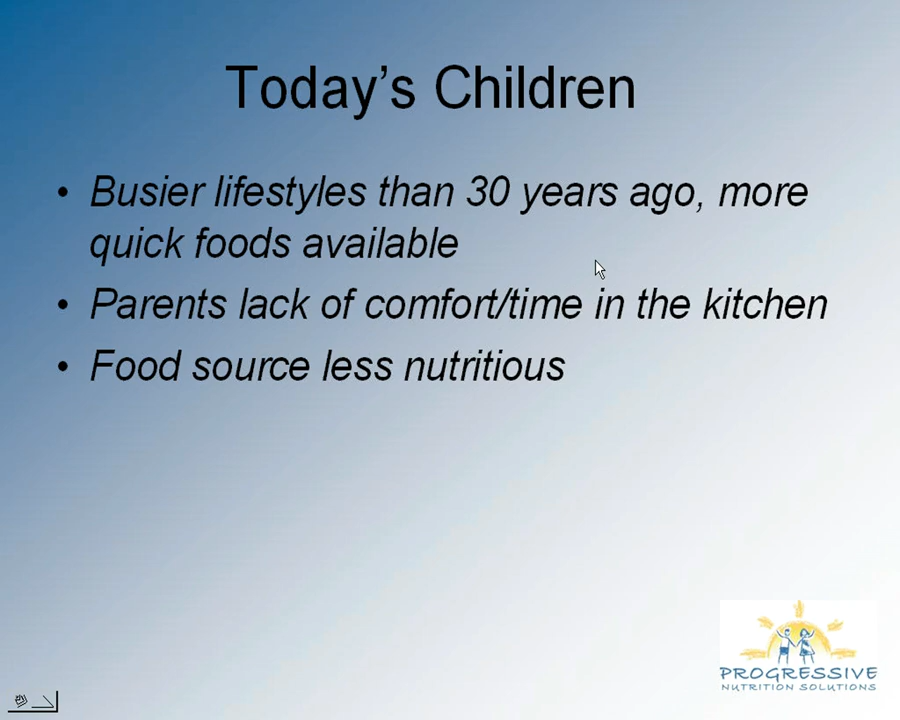 Today's Children
• Busier lifestyles than 30 years ago, more
quick foods available
• Parents lack of comfort/time in the kitchen
• Food source less nutritious
PROGRESSIVE
NUTRITION SOLUTIONS